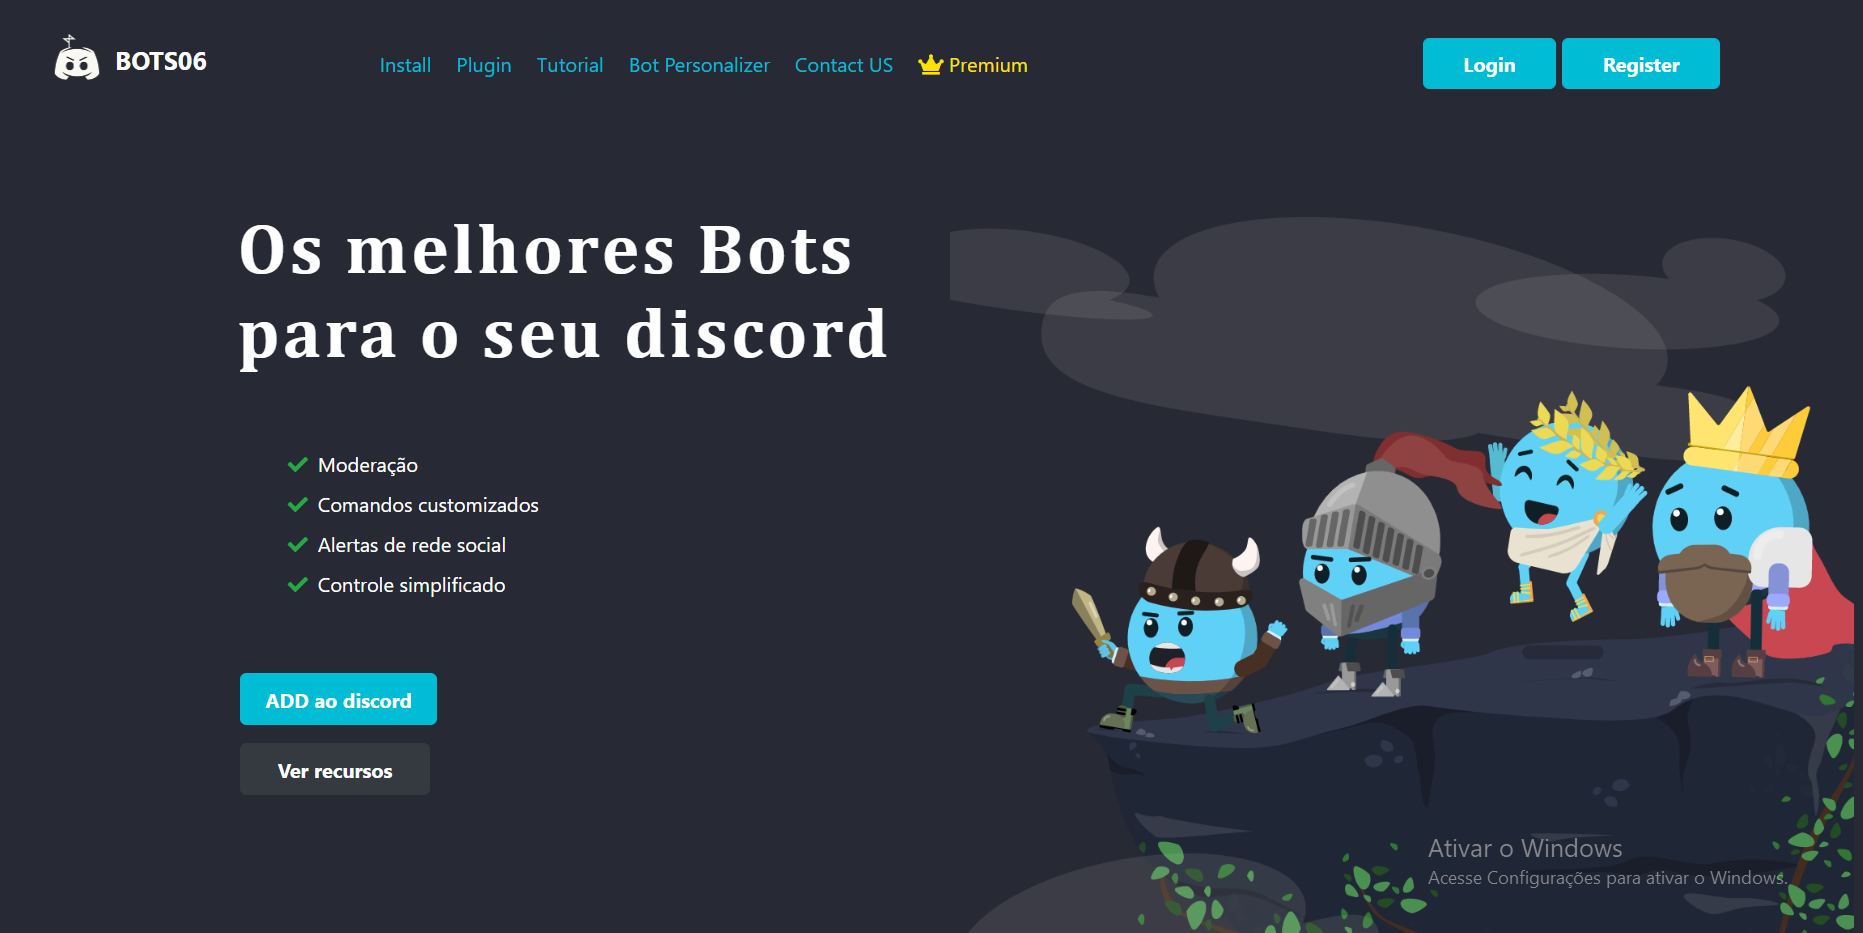 BOTS06
Install Plugin Tutorial Bot Personalizer Contact US Premium
Login Register
Os melhores Bots
para o seu discord
Moderação
Comandos customizados
Alertas de rede social
Controle simplificado
ADD ao discord
Ver recursos
Ativar o Windows
Acesse Configurações para ativar o Windows.